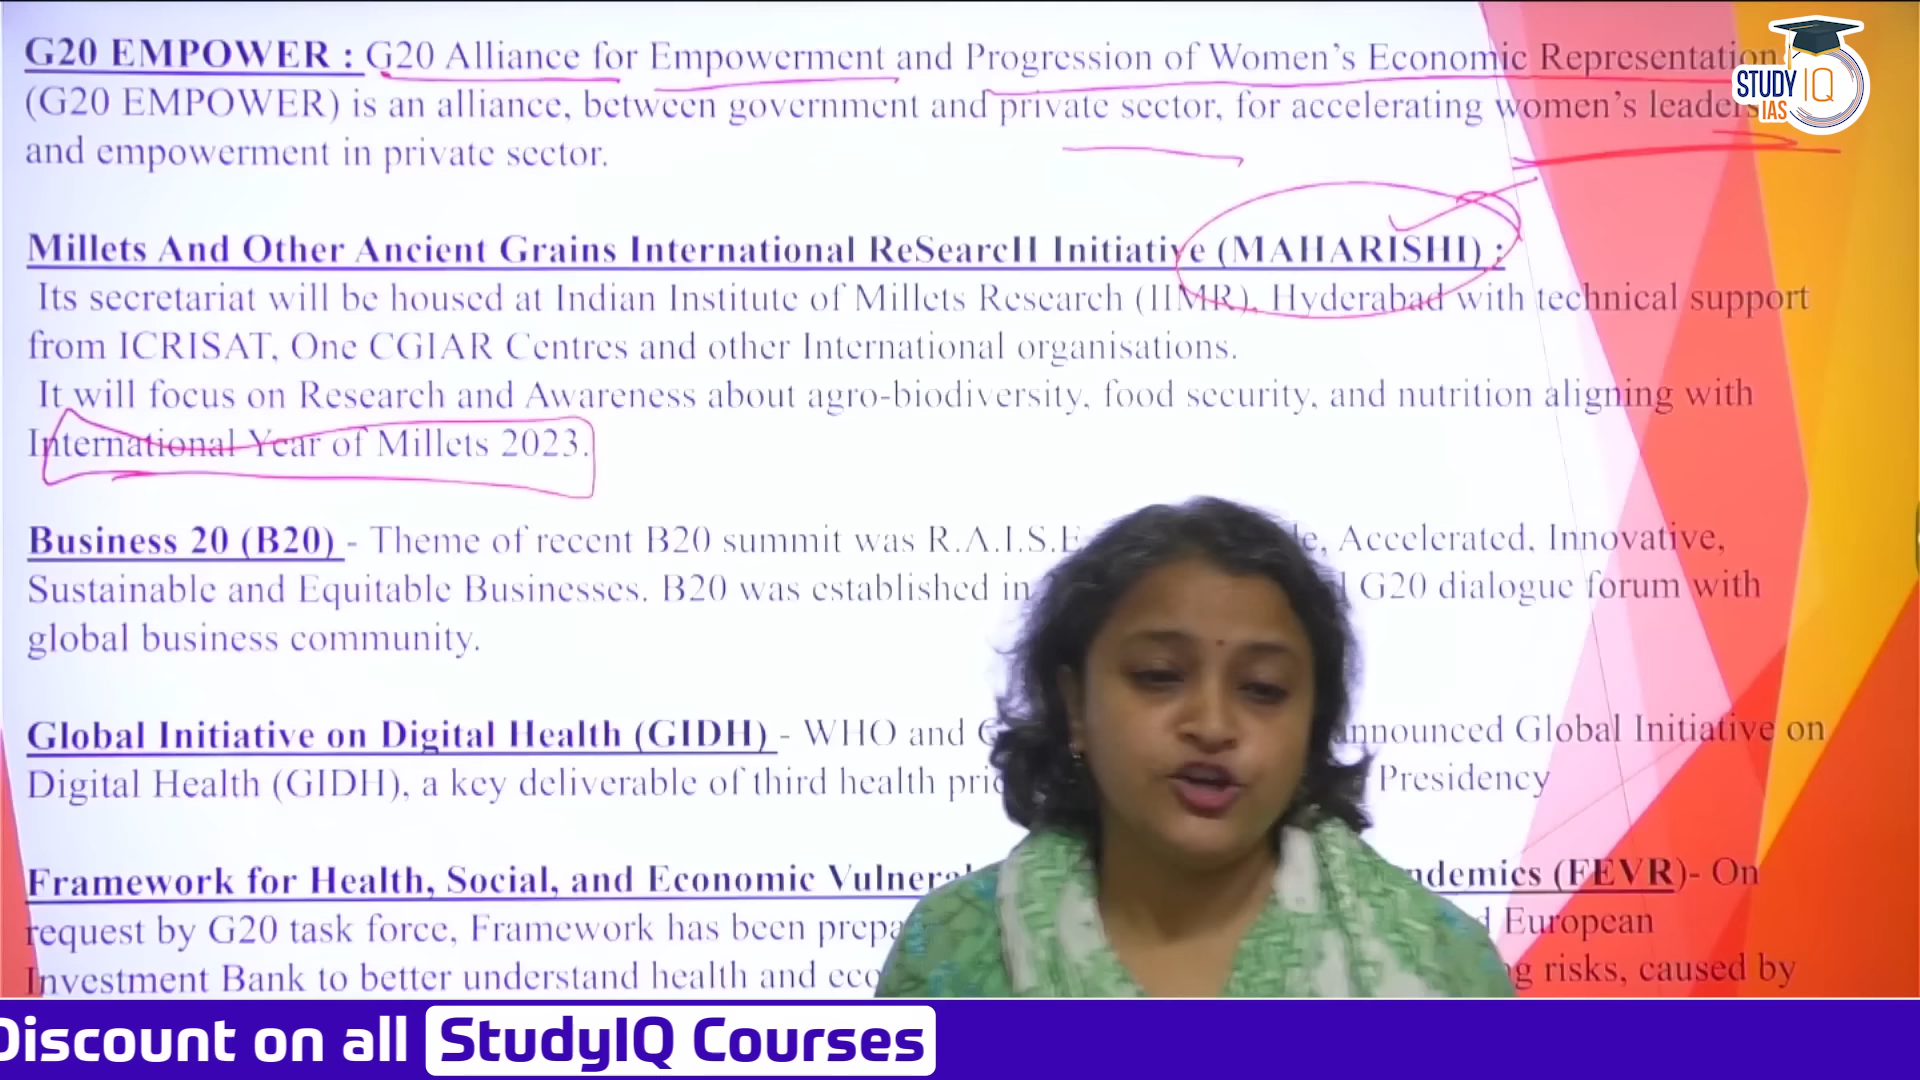 G20 EMPOWER : G20 Alliance for Empowerment and Progression of Women's Economic Representation
(G20 EMPOWER) is an alliance, between government and private sector, for accelerating women's
and empowerment in private sector.
STUDY IQ
IAS
Millets And Other Ancient Grains International ReSearcH Initiative (MAHARISHI) :
Its secretariat will be housed at Indian Institute of Millets Research (IIMR), Hyderabad with technical support
from ICRISAT, One CGIAR Centres and other International organisations.
It will focus on Research and Awareness about agro-biodiversity, food security, and nutrition aligning with
International Year of Millets 2023.
Business 20 (B20) - Theme of recent B20 summit was R.A.I.S.E Accelerated, Innovative,
Sustainable and Equitable Businesses. B20 was established in G20 dialogue forum with
global business community.
Global Initiative on Digital Health (GIDH) - WHO and announced Global Initiative on
Digital Health (GIDH), a key deliverable of third health Presidency
Framework for Health, Social, and Economic (FEVR)- On
request by G20 task force, Framework has been European
Investment Bank to better understand health and risks, caused by
Discount on all StudyIQ Courses